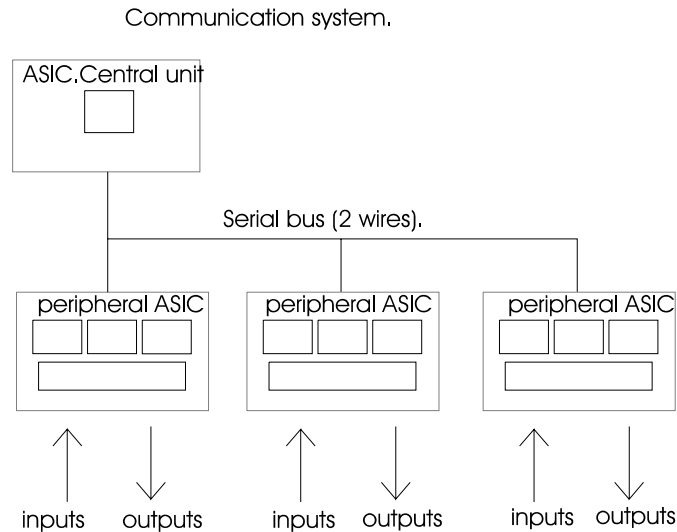 Communication system.
ASIC.Central unit
Serial bus (2 wires).
peripheral ASIC
peripheral ASIC
peripheral ASIC
inputs
outputs
inputs
outputs
inputs
outputs